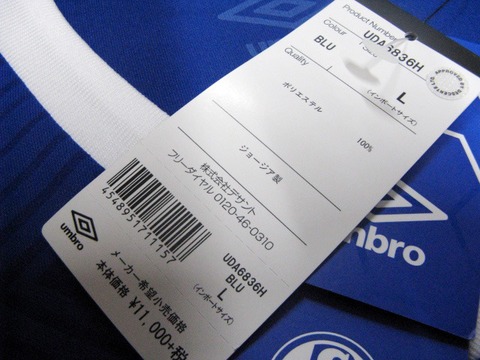 Product Number
UDA6836H
Colour
BLU
L
(インポートサイズ)
Quality
ポリエステル
100%
ジョージア製
株式会社デサント
フリーダイヤル 0120-46-0310
4548951711157
umbro
UDA6836H
BLU
L
(インポートサイズ)
メーカー希望小売価格
本体価格 ¥11,000+税
umbro